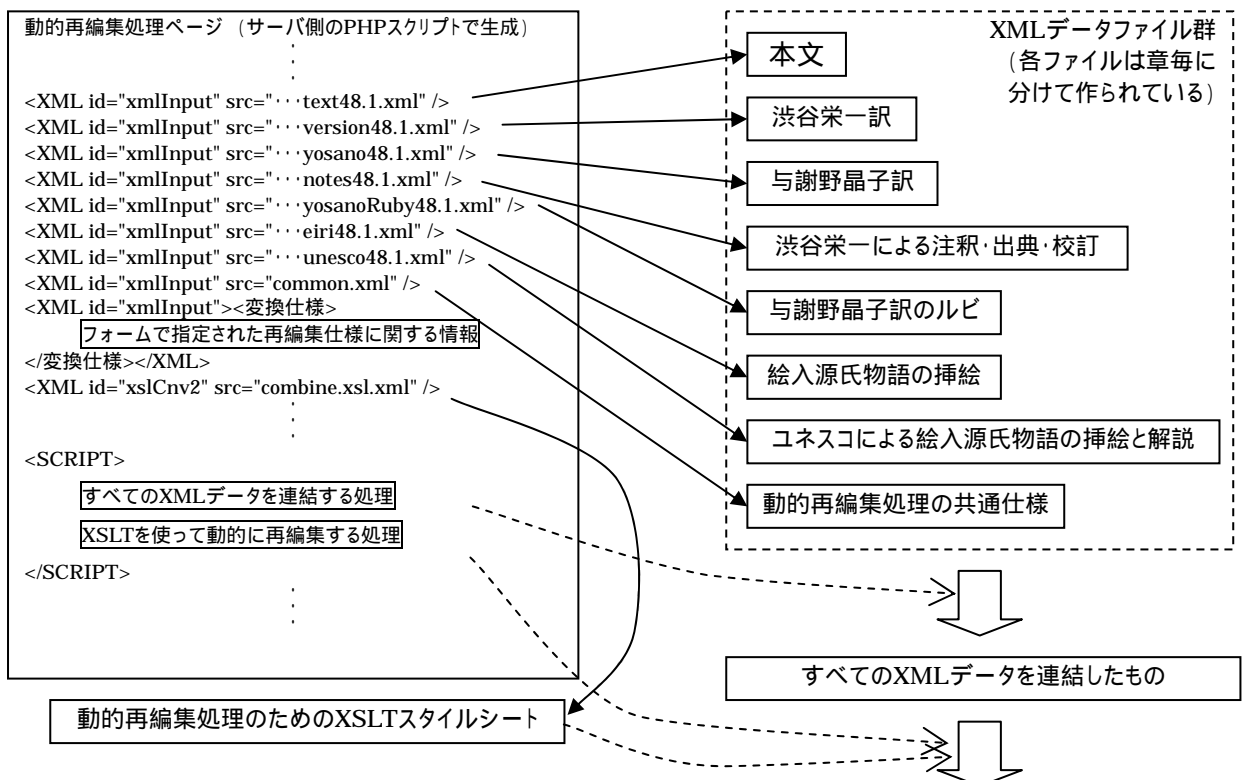 動的再編集処理ページ (サーバ側のPHPスクリプトで生成)
<XML id="xmlInput" src="···text48.1.xml" />
<XML id="xmlInput" src="···version48.1.xml" />
<XML id="xmlInput" src="···yosano48.1.xml" />
<XML id="xmlInput" src="···notes48.1.xml" />
<XML id="xmlInput" src="···yosanoRuby48.1.xml" />
<XML id="xmlInput" src="···eiri48.1.xml" />
<XML id="xmlInput" src="···unesco48.1.xml" />
<XML id="xmlInput" src="common.xml" />
<XML id="xmlInput"><変換仕様>
フォームで指定された再編集仕様に関する情報
</変換仕様></XML>
<XML id="xslCnv2" src="combine.xsl.xml" />
<SCRIPT>
すべてのXMLデータを連結する処理
XSLTを使って動的に再編集する処理
</SCRIPT>
動的再編集処理のためのXSLTスタイルシート
XMLデータファイル群
(各ファイルは章毎に
分けて作られている)
本文
渋谷栄一訳
与謝野晶子訳
渋谷栄一による注釈·出典·校訂
与謝野晶子訳のルビ
絵入源氏物語の挿絵
ユネスコによる絵入源氏物語の挿絵と解説
動的再編集処理の共通仕様
すべてのXMLデータを連結したもの